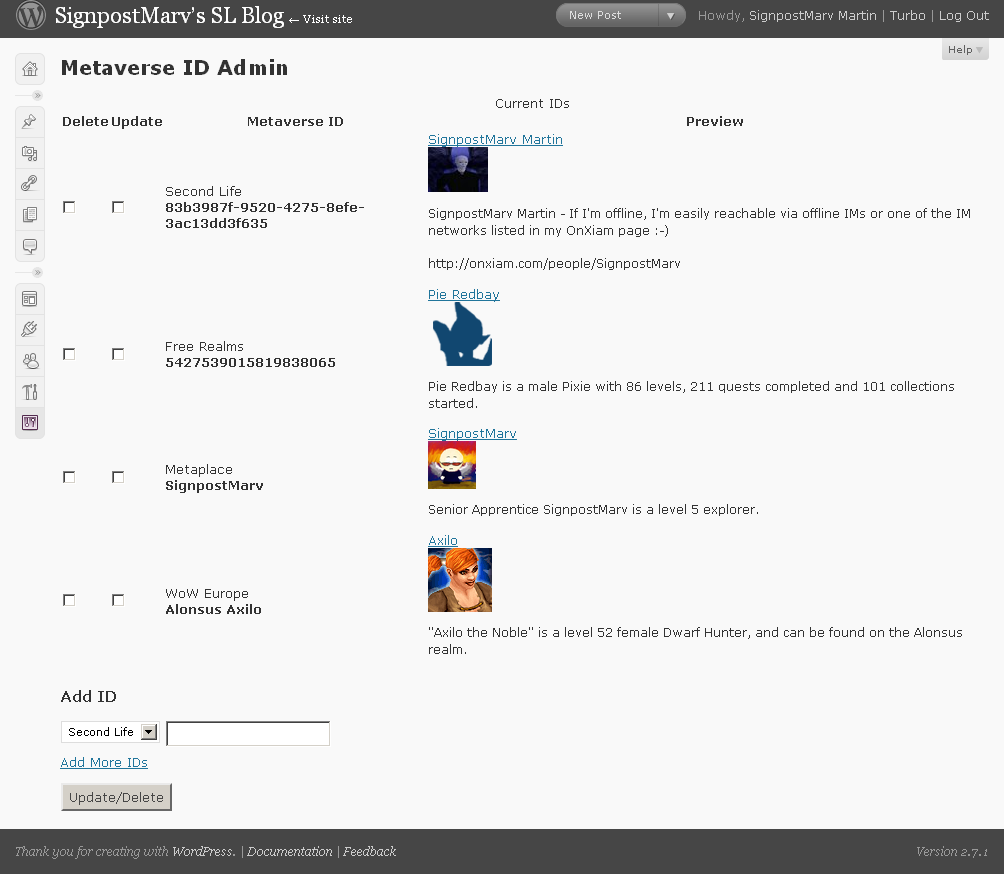 SignpostMarv's SL Blog ← Visit site
New Post
Howdy, SignpostMarv Martin | Turbo | Log Out
Help
Metaverse ID Admin
Current IDs
Delete Update Metaverse ID Preview
SignpostMarv Martin
Second Life
83b3987f-9520-4275-8efe-
3ac13dd3f635
SignpostMarv Martin - If I'm offline, I'm easily reachable via offline IMs or one of the IM
networks listed in my OnXiam page :-)
http://onxiam.com/people/SignpostMarv
Pie Redbay
Free Realms
5427539015819838065
Pie Redbay is a male Pixie with 86 levels, 211 quests completed and 101 collections
started.
SignpostMarv
Metaplace
SignpostMarv
Senior Apprentice SignpostMarv is a level 5 explorer.
Axilo
WoW Europe
Alonsus Axilo
"Axilo the Noble" is a level 52 female Dwarf Hunter, and can be found on the Alonsus
realm.
Add ID
Second Life
Add More IDs
Update/Delete
Thank you for creating with WordPress. | Documentation | Feedback
Version 2.7.1